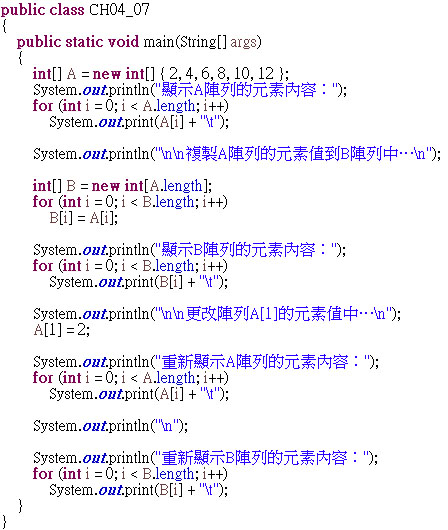 public class CH04_07
{
public static void main(String[] args)
{
int[] A = new int[] { 2, 4, 6, 8, 10, 12 };
System.out.println("顯示A陣列的元素內容：");
for (int i = 0; i < A.length; i++)
System.out.print(A[i] + "\t");
System.out.println("\n\n複製A陣列的元素值到B陣列中…\n");
int[] B = new int[A.length];
for (int i = 0; i < B.length; i++)
B[i] = A[i];
System.out.println("顯示B陣列的元素內容：");
for (int i = 0; i < B.length; i++)
System.out.print(B[i] + "\t");
System.out.println("\n\n更改陣列A[1]的元素值中…\n");
A[1] = 2;
System.out.println("重新顯示A陣列的元素內容：");
for (int i = 0; i < A.length; i++)
System.out.print(A[i] + "\t");
System.out.println("\n");
System.out.println("重新顯示B陣列的元素內容：");
for (int i = 0; i < B.length; i++)
System.out.print(B[i] + "\t");
}
}